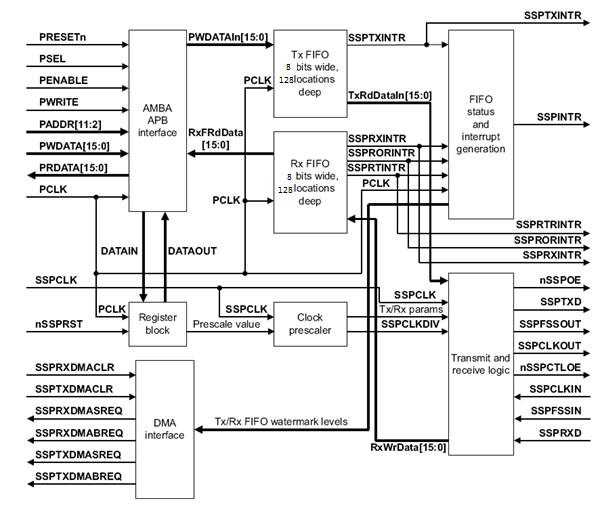 SSPTXINTR
PRESETn
PSEL
PENABLE
PWRITE
PADDR[11:2]
PWDATA[15:0]
PRDATA[15:0]
PCLK
AMBA
APB
interface
PWDATAIn[15:0]
PCLK
RxFRdData
[15:0]
PCLK
Tx FIFO
8 bits wide,
128locations
deep
Rx FIFO
8 bits wide,
128locations
deep
SSPTXINTR
TxRdDataIn[15:0]
SSPRXINTR
SSPRORINTR
SSPRTINTR
PCLK
FIFO
status
and
interrupt
generation
SSPINTR
SSPRTRINTR
SSPRORINTR
SSPRXINTR
DATAIN
DATAOUT
SSPCLK
PCLK
nSSPRST
Register
block
SSPCLK
Prescale value
Clock
prescaler
SSPCLK
Tx/Rx params
SSPCLKDIV
Transmit and
receive logic
nSSPOE
SSPTXD
SSPFSSOUT
SSPCLKOUT
nSSPCTLOE
SSPCLKIN
SSPFSSIN
SSPRXD
SSPRXDMACLR
SSPTXDMACLR
SSPRXDMASREQ
SSPRXDMABREQ
SSPTXDMASREQ
SSPTXDMABREQ
DMA
interface
Tx/Rx FIFO watermark levels
RxWrData[15:0]